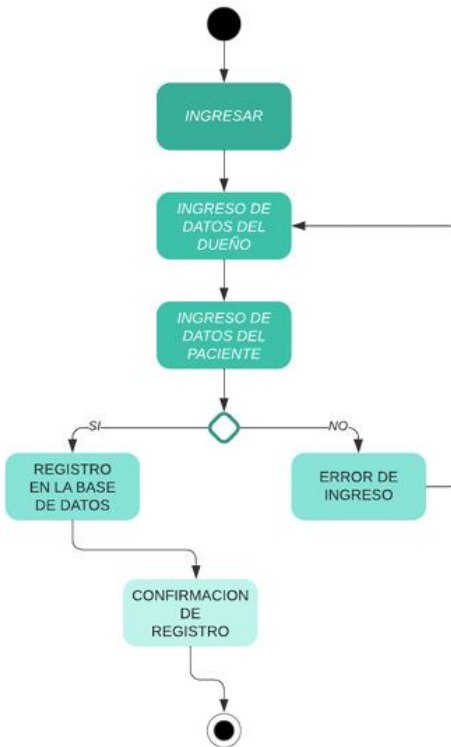 INGRESAR
INGRESO DE
DATOS DEL
DUEÑO
INGRESO DE
DATOS DEL
PACIENTE
SI
NO
REGISTRO
EN LA BASE
DE DATOS
ERROR DE
INGRESO
CONFIRMACION
DE
REGISTRO